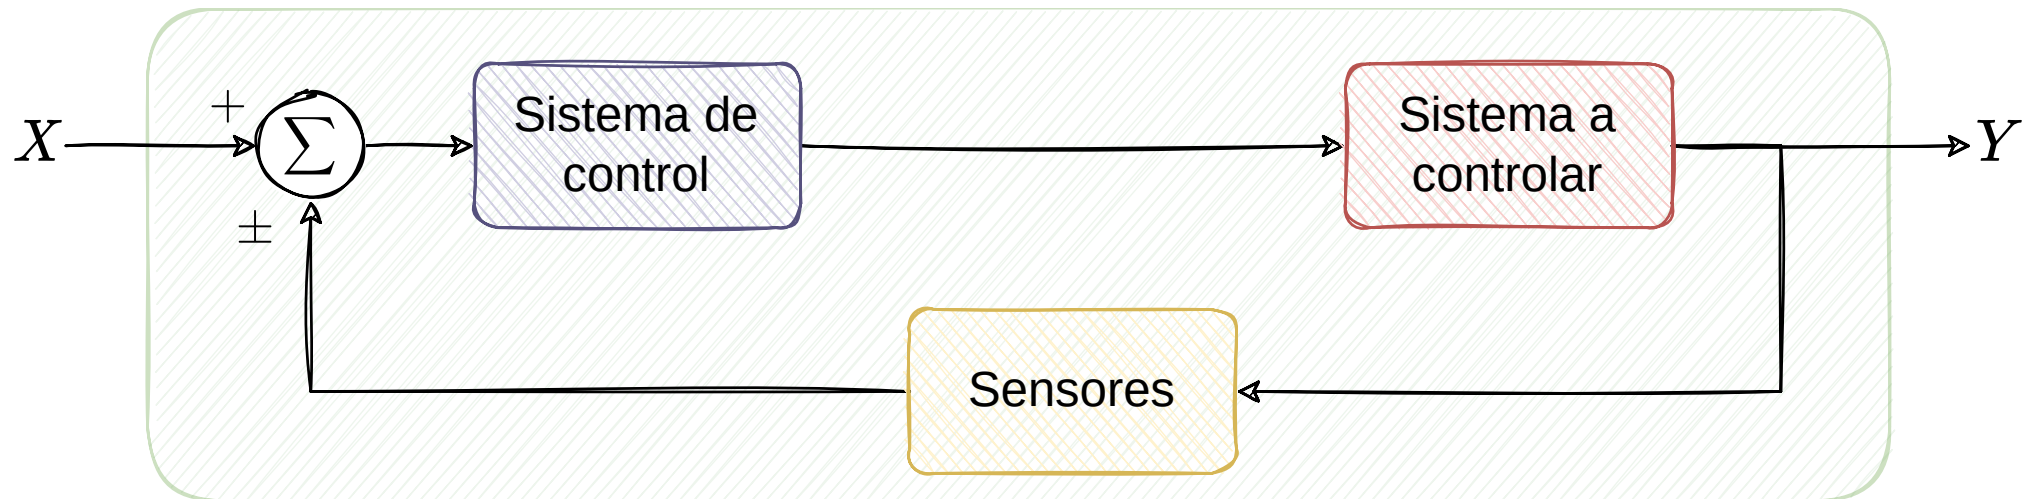 X
+
∑
±
Sistema de
control
Sistema a
controlar
Y
Sensores